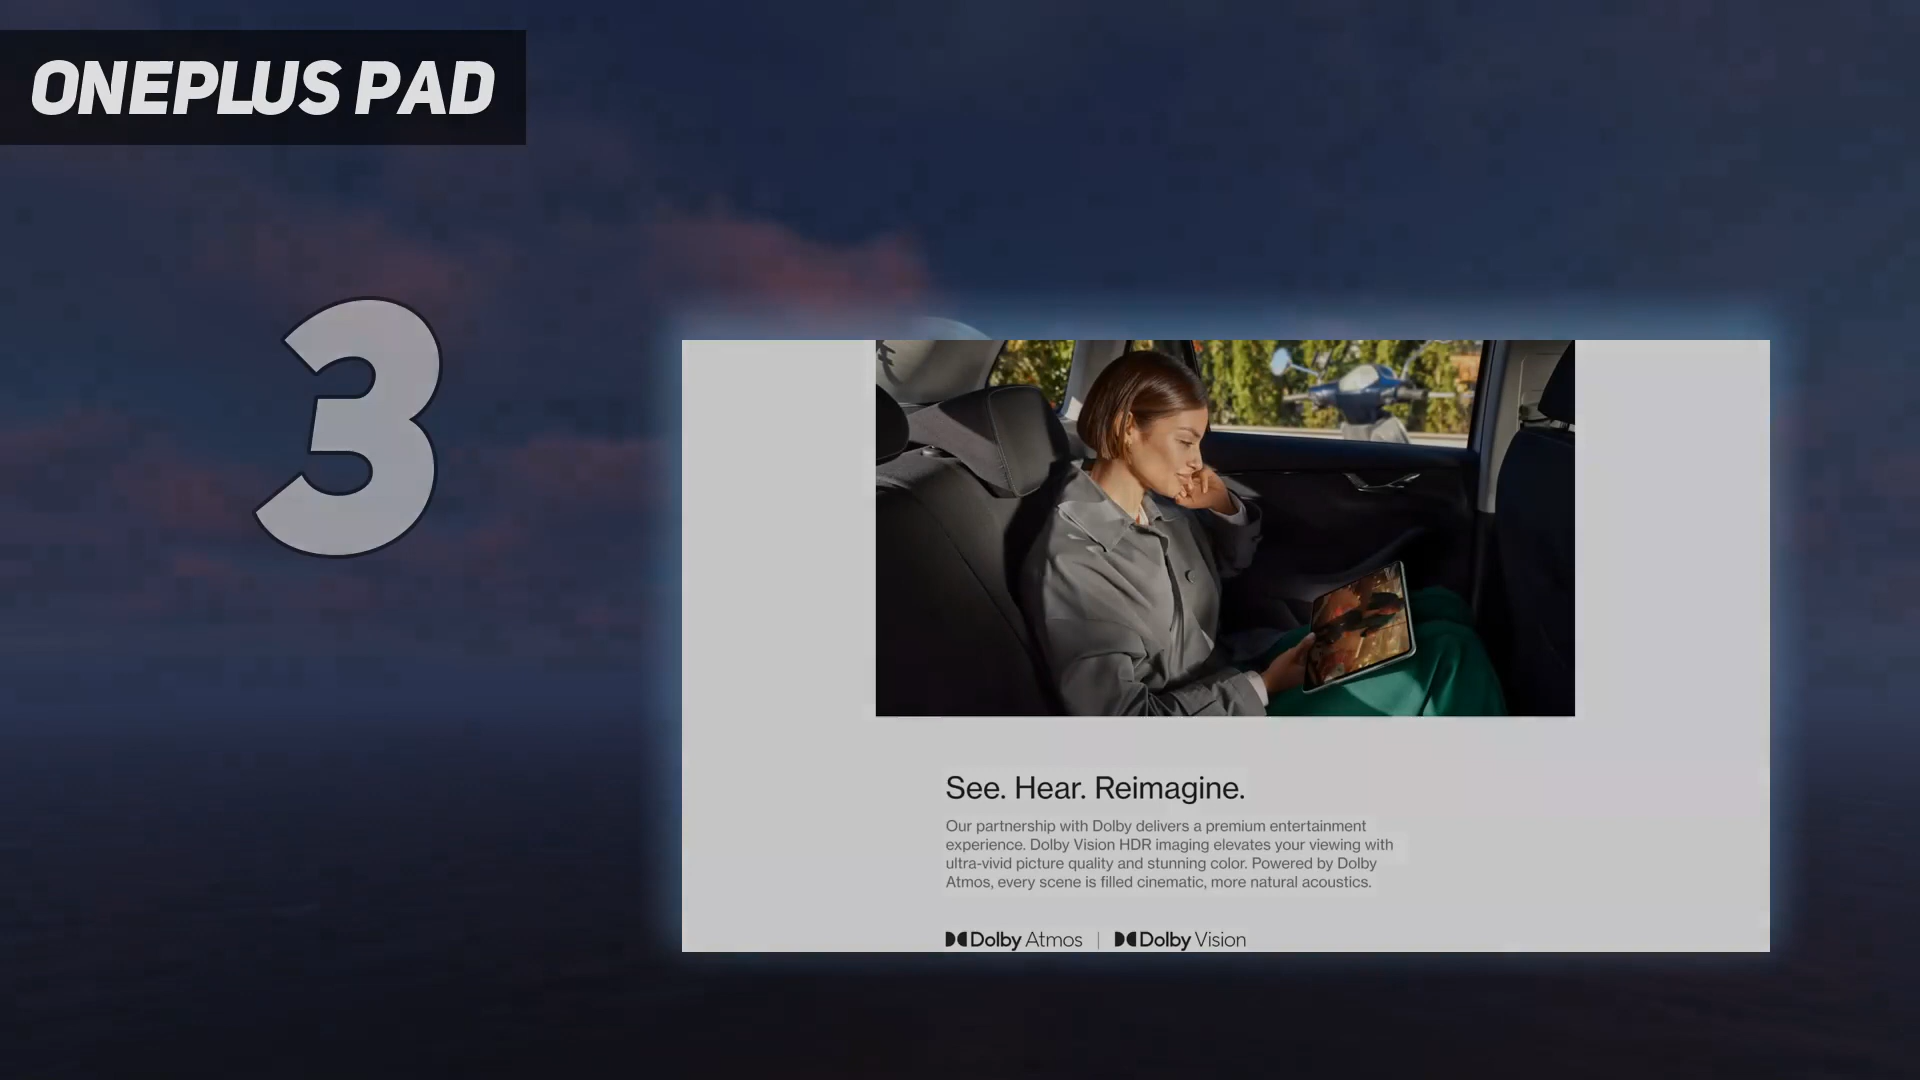 ONEPLUS PAD
3
See. Hear. Reimagine.
Our partnership with Dolby delivers a premium entertainment
experience. Dolby Vision HDR imaging elevates your viewing with
ultra-vivid picture quality and stunning color. Powered by Dolby
Atmos, every scene is filled cinematic, more natural acoustics.
Dolby Atmos | Dolby Vision